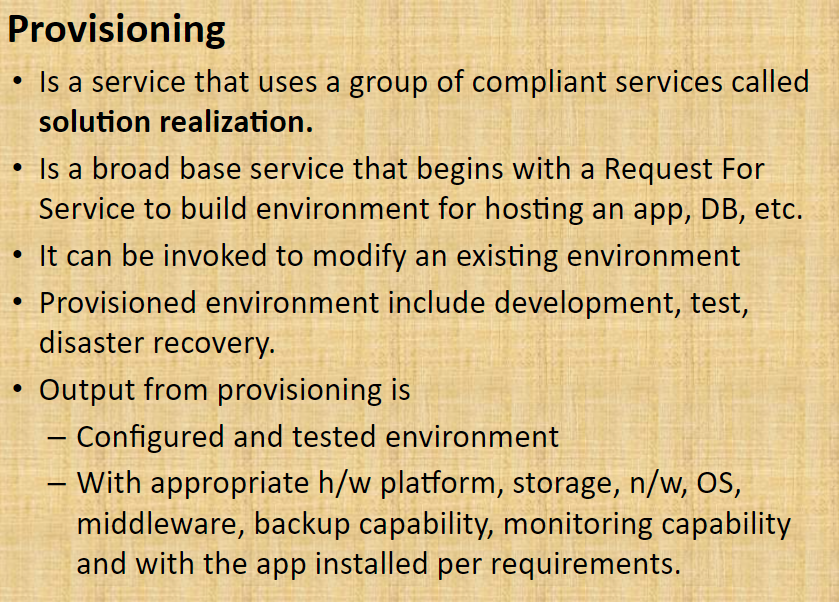 Provisioning
• Is a service that uses a group of compliant services called
solution realization.
• Is a broad base service that begins with a Request For
Service to build environment for hosting an app, DB, etc.
• It can be invoked to modify an existing environment
• Provisioned environment include development, test,
disaster recovery.
• Output from provisioning is
– Configured and tested environment
– With appropriate h/w platform, storage, n/w, OS,
middleware, backup capability, monitoring capability
and with the app installed per requirements.